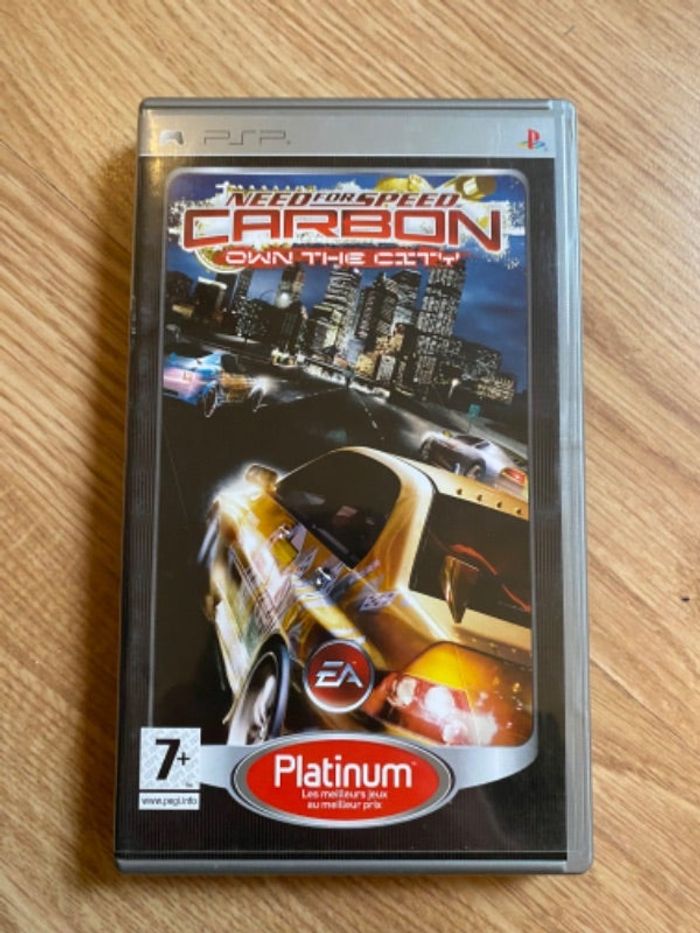 PSP
NEED FOR SPEED
CARBON
OWN THE CITY
EA
7+
www.pegi.info
Platinum™
Les meilleurs jeux
au meilleur prix